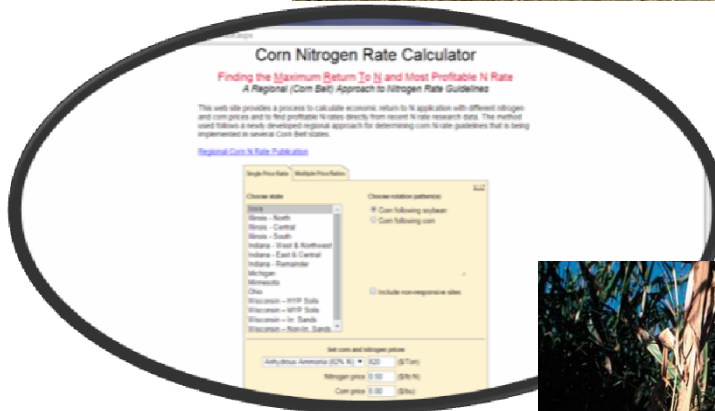 Corn Nitrogen Rate Calculator
Finding the Maximum Return To N and Most Profitable N Rate
A Regional (Corn Belt) Approach to Nitrogen Rate Guidelines
This web site provides a process to calculate economic return to N application with different nitrogen
and corn prices and to find profitable N rates directly from recent N rate research data. The method
used follows a newly developed regional approach for determining corn N rate guidelines that is being
implemented in several Corn Belt states.
Regional Corn N Rate Publication
Single Price Ratio Multiple Price Ratios
Choose state
Choose rotation pattern(s)
Iowa
Corn following soybean
Illinois - North
Corn following corn
Illinois - Central
Illinois - South
Indiana - West & Northwest
Indiana - East & Central
Indiana - Remainder
Michigan
Minnesota
Ohio
Include non-responsive sites
Wisconsin - HYP Soils
Wisconsin - MYP Soils
Wisconsin - Irr. Sands
Wisconsin - Non-Irr. Sands
Set corn and nitrogen prices
Anhydrous Ammonia (82% N) 820 ($/Ton)
Nitrogen price 0.50 ($/lb N)
Corn price 5.00 ($/bu)